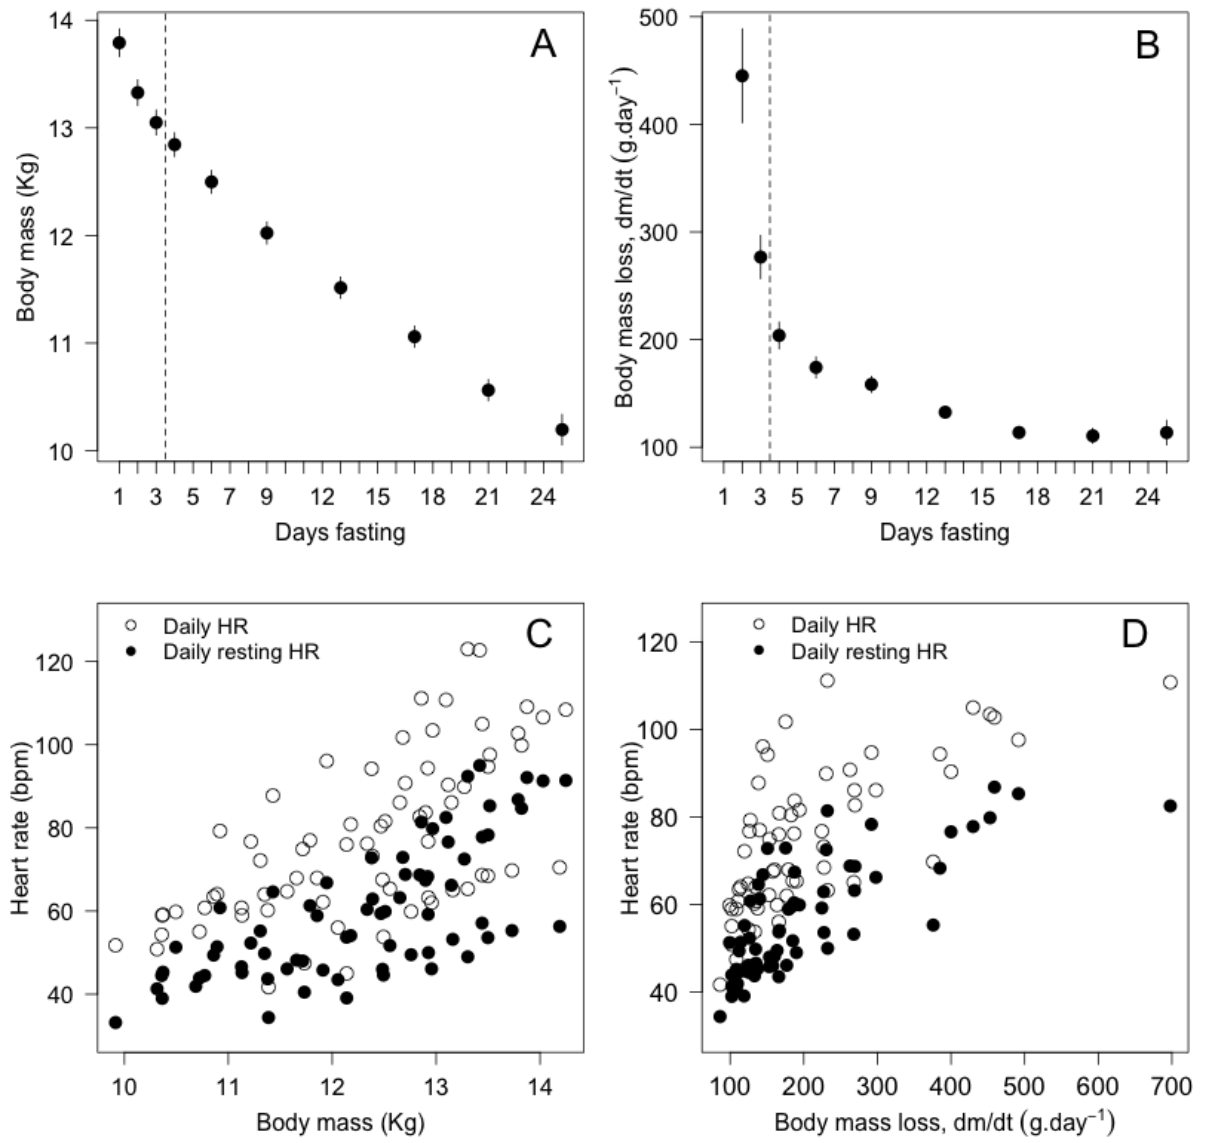 A
14
13
12
11
10
Body mass (Kg)
1 3 5 7 9 12 15 18 21 24
Days fasting
B
500
400
300
200
100
Body mass loss, dm/dt (g.day⁻¹)
1 3 5 7 9 12 15 18 21 24
Days fasting
C
Daily HR
Daily resting HR
120
100
80
60
40
Heart rate (bpm)
10 11 12 13 14
Body mass (Kg)
D
Daily HR
Daily resting HR
120
100
80
60
40
Heart rate (bpm)
100 200 300 400 500 600 700
Body mass loss, dm/dt (g.day⁻¹)